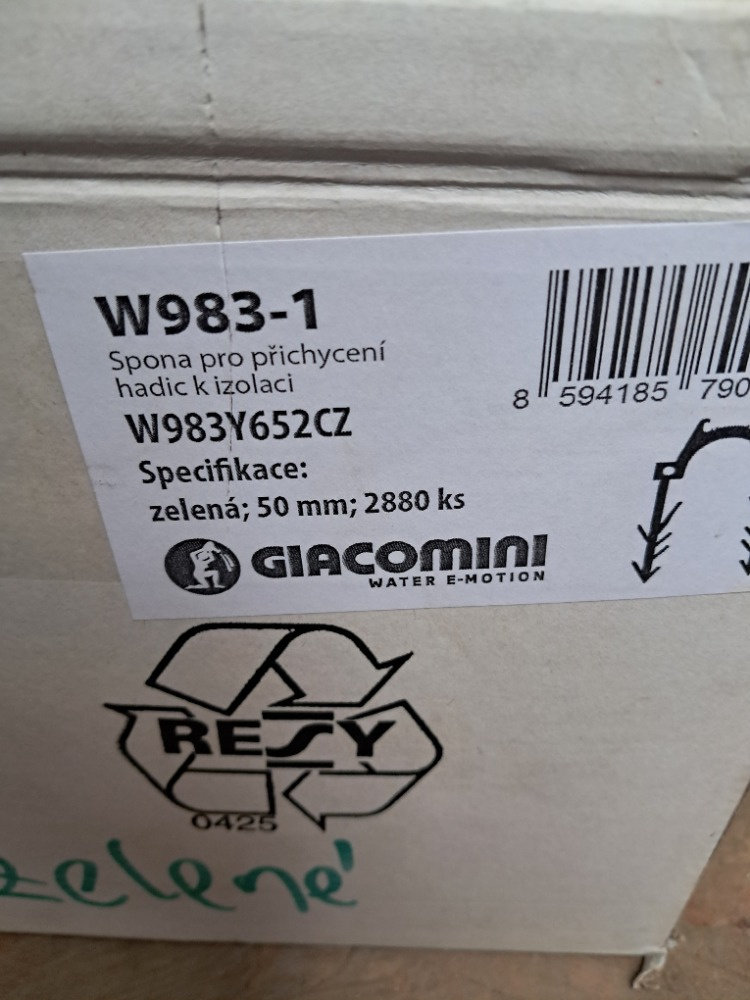 W983-1
Spona pro přichycení
hadic k izolaci
W983Y652CZ
Specifikace:
zelená; 50 mm; 2880 ks
GIACOMINI
WATER E-MOTION
8 594185 790
RESY
0425
zelené